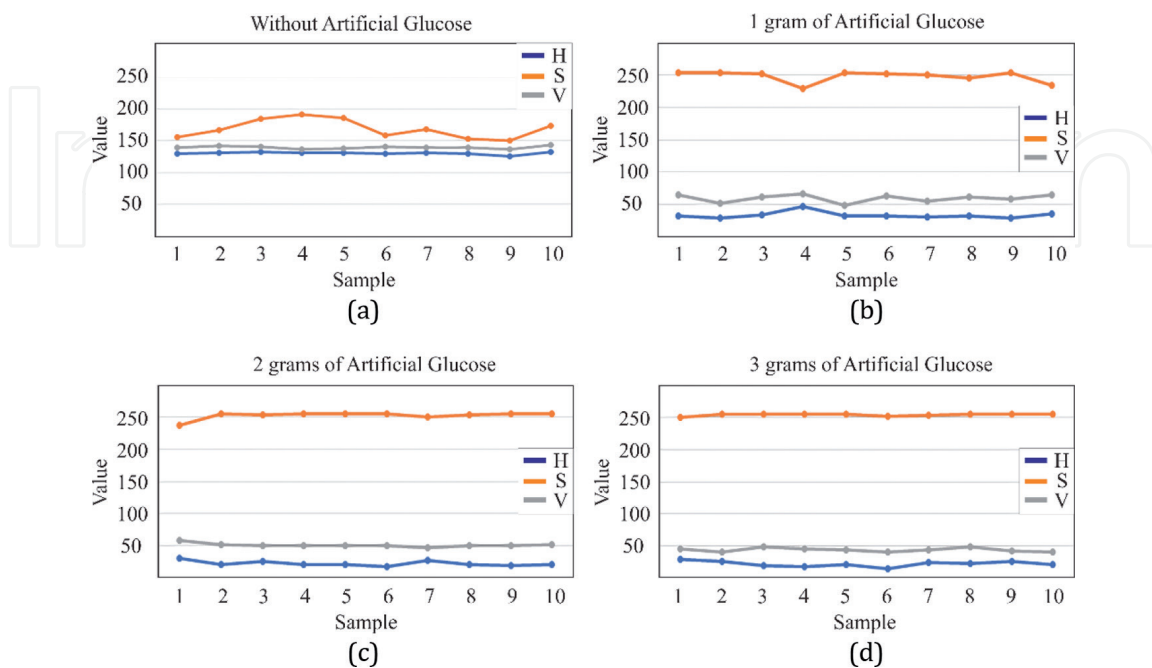 Without Artificial Glucose
H
S
V
250
200
150
100
50
Value
1 2 3 4 5 6 7 8 9 10
Sample
(a)
1 gram of Artificial Glucose
250
200
150
100
50
Value
H
S
V
1 2 3 4 5 6 7 8 9 10
Sample
(b)
2 grams of Artificial Glucose
250
200
150
100
50
Value
H
S
V
1 2 3 4 5 6 7 8 9 10
Sample
(c)
3 grams of Artificial Glucose
250
200
150
100
50
Value
H
S
V
1 2 3 4 5 6 7 8 9 10
Sample
(d)